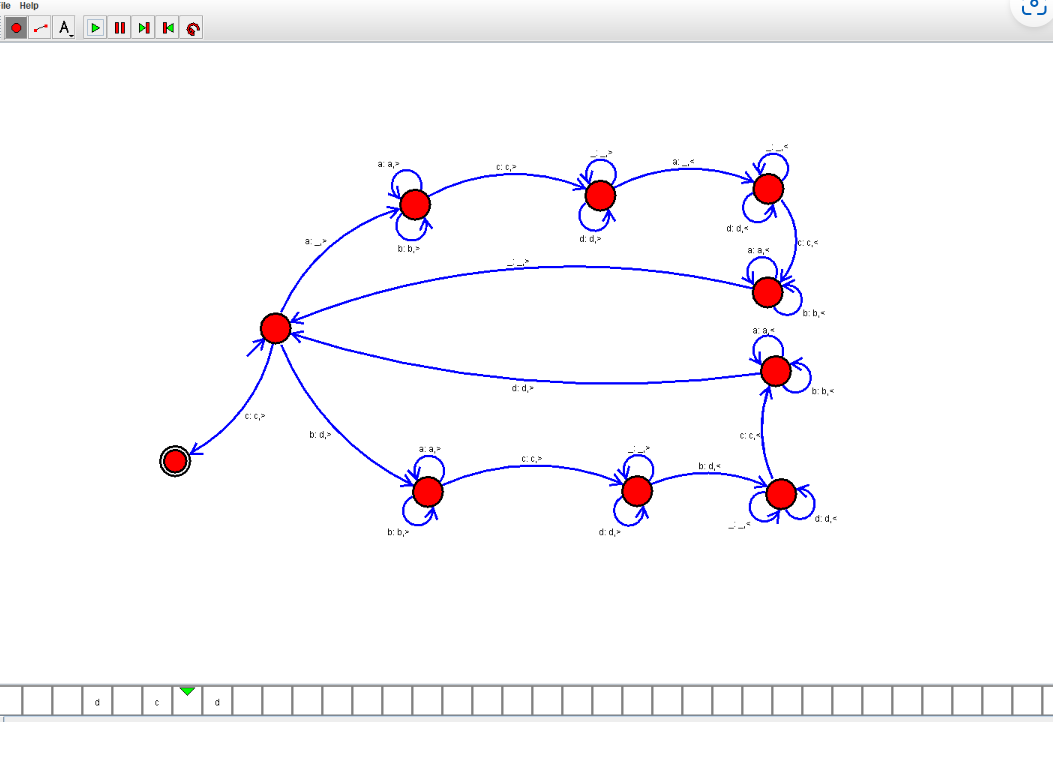 ile Help
A
_: _,<
_: _,>
a: a,>
c: c,>
a: _,<
d: d,<
d: d,>
a: _,>
b: b,>
c: c,<
a: a,<
_: _,>
b: b,<
a: a,<
d: d,>
b: b,<
c: c,>
b: d,>
c: c,<
a: a,>
c: c,>
_: _,>
b: d,<
d: d,<
_: _,<
b: b,>
d: d,>
d c d